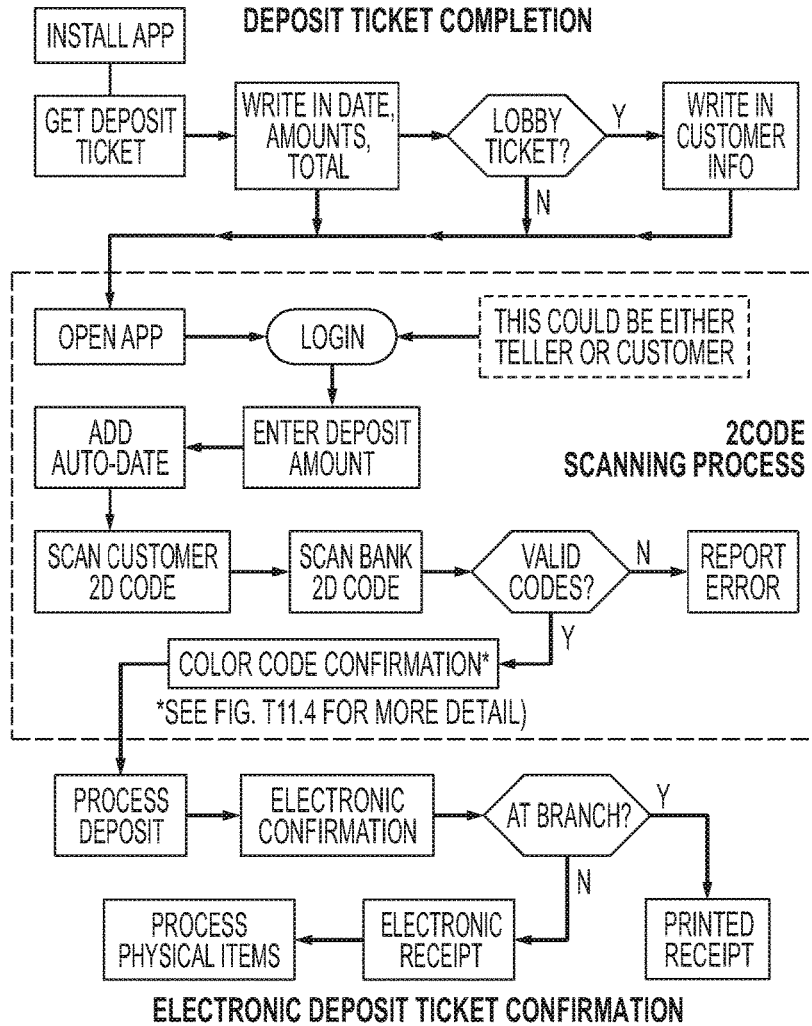 DEPOSIT TICKET COMPLETION
INSTALL APP
GET DEPOSIT
TICKET
WRITE IN DATE,
AMOUNTS,
TOTAL
LOBBY
TICKET?
Y
WRITE IN
CUSTOMER
INFO
N
OPEN APP
LOGIN
THIS COULD BE EITHER
TELLER OR CUSTOMER
ADD
AUTO-DATE
ENTER DEPOSIT
AMOUNT
2CODE
SCANNING PROCESS
SCAN CUSTOMER
2D CODE
SCAN BANK
2D CODE
VALID
CODES?
N
REPORT
ERROR
Y
COLOR CODE CONFIRMATION*
*SEE FIG. T11.4 FOR MORE DETAIL)
PROCESS
DEPOSIT
ELECTRONIC
CONFIRMATION
AT BRANCH?
Y
N
PROCESS
PHYSICAL ITEMS
ELECTRONIC
RECEIPT
PRINTED
RECEIPT
ELECTRONIC DEPOSIT TICKET CONFIRMATION